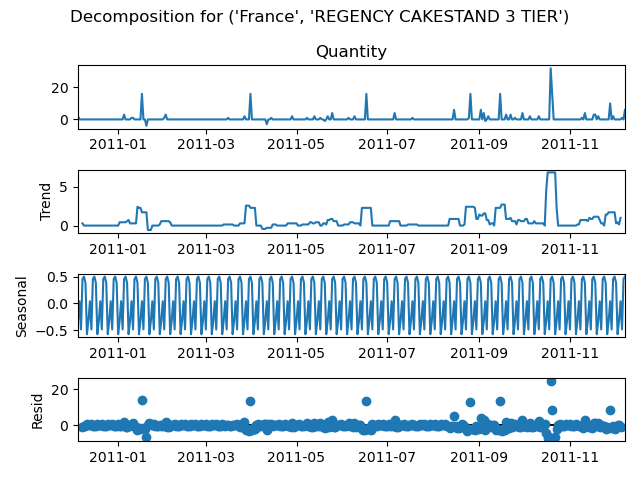 Decomposition for ('France', 'REGENCY CAKESTAND 3 TIER')
Quantity
20
0
2011-01 2011-03 2011-05 2011-07 2011-09 2011-11
Trend
5
0
2011-01 2011-03 2011-05 2011-07 2011-09 2011-11
Seasonal
0.5
0.0
−0.5
2011-01 2011-03 2011-05 2011-07 2011-09 2011-11
Resid
20
0
2011-01 2011-03 2011-05 2011-07 2011-09 2011-11